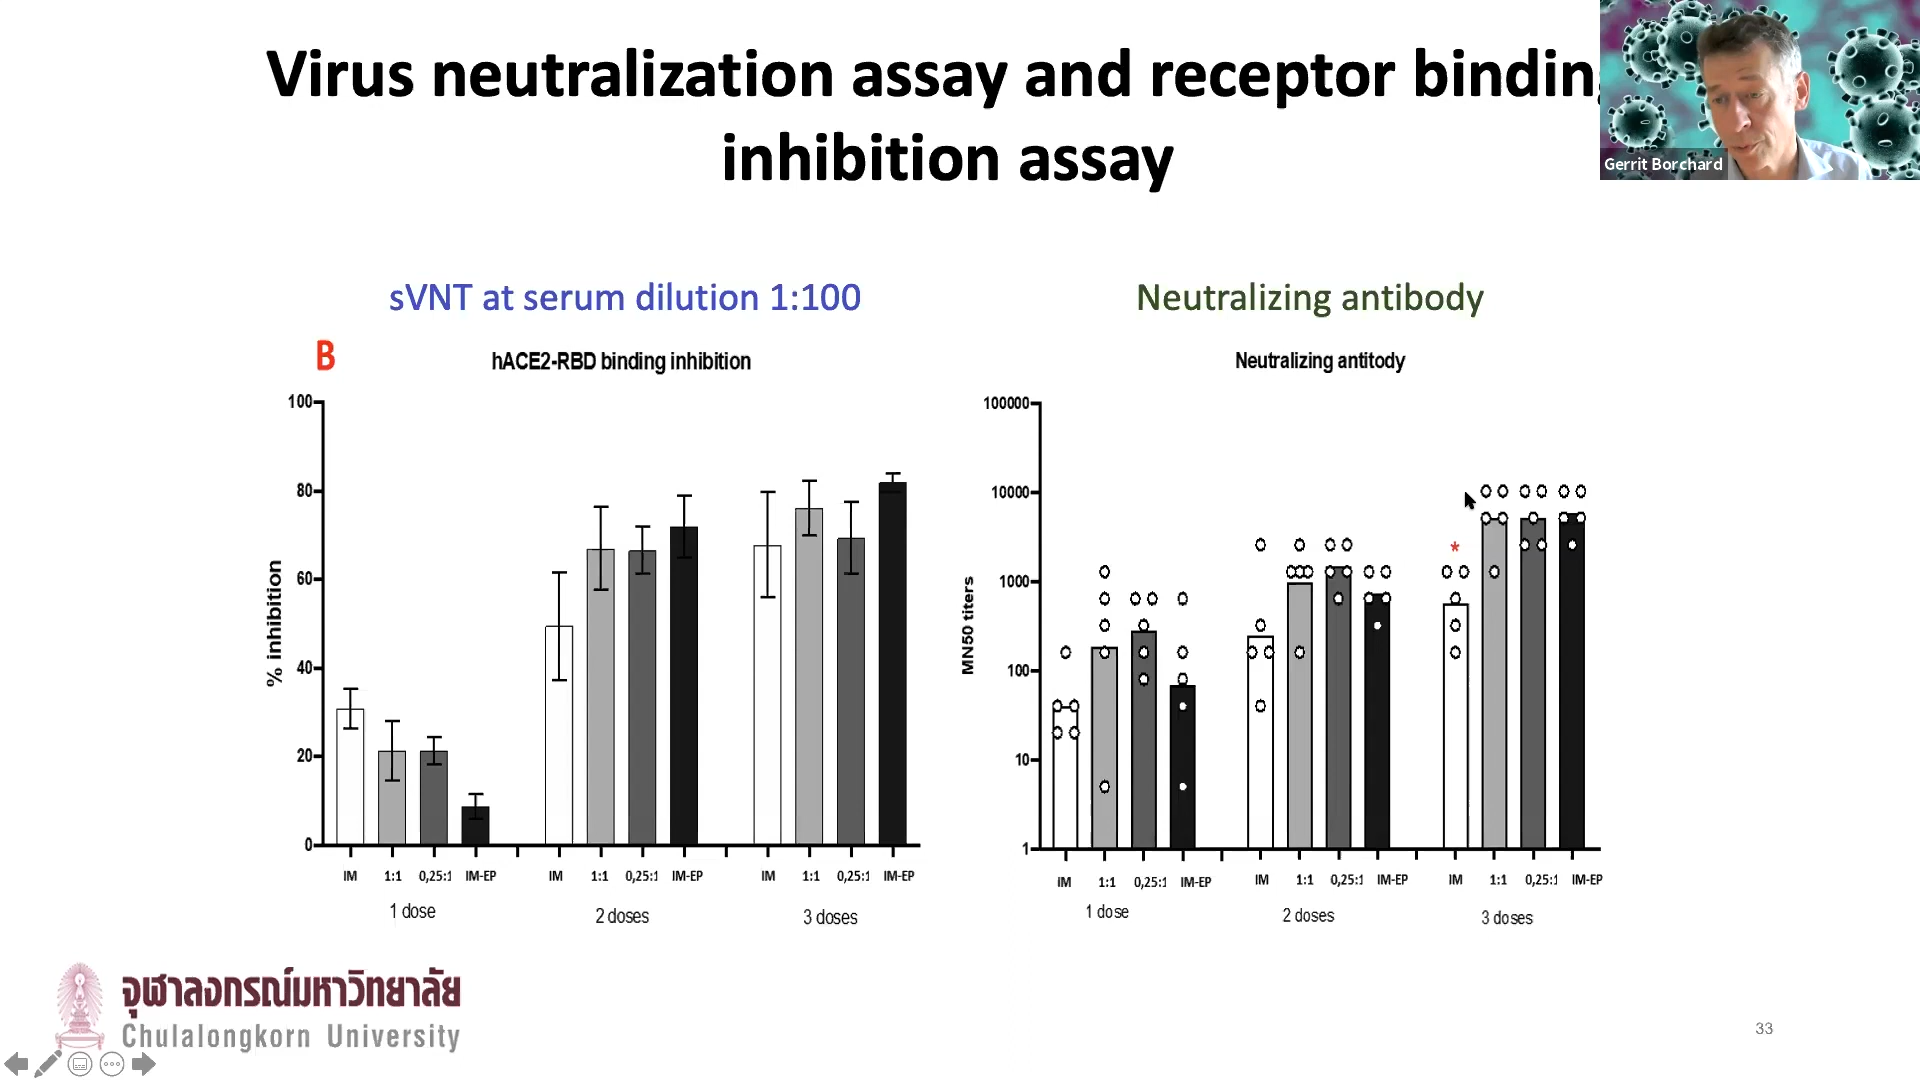 Virus neutralization assay and receptor binding
inhibition assay
Gerrit Borchard
sVNT at serum dilution 1:100
Neutralizing antibody
B
hACE2-RBD binding inhibition
Neutralizing antitody
100
80
60
40
20
0
% inhibition
IM 1:1 0,25:1 IM-EP IM 1:1 0,25:1 IM-EP IM 1:1 0,25:1 IM-EP
1 dose 2 doses 3 doses
100000
10000
1000
100
10
1
MN50 titers
*
IM 1:1 0,25:1 IM-EP IM 1:1 0,25:1 IM-EP IM 1:1 0,25:1 IM-EP
1 dose 2 doses 3 doses
จุฬาลงกรณ์มหาวิทยาลัย
Chulalongkorn University
33